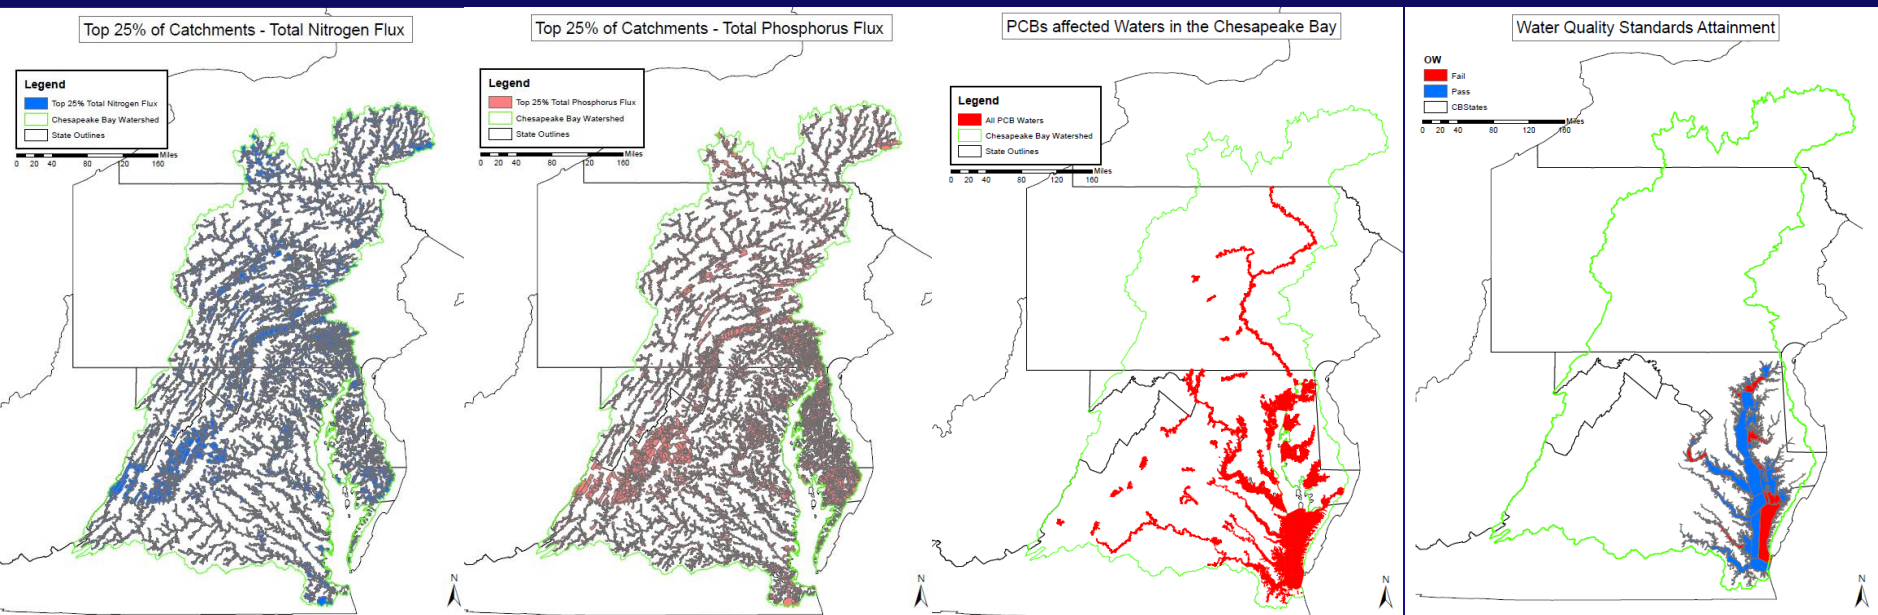 Top 25% of Catchments - Total Nitrogen Flux
Legend
Top 25% Total Nitrogen Flux
Chesapeake Bay Watershed
State Outlines
Miles
0 20 40 80 120 160
N
Top 25% of Catchments - Total Phosphorus Flux
Legend
Top 25% Total Phosphorus Flux
Chesapeake Bay Watershed
State Outlines
Miles
0 20 40 80 120 160
N
PCBs affected Waters in the Chesapeake Bay
Legend
All PCB Waters
Chesapeake Bay Watershed
State Outlines
Miles
0 20 40 80 120 160
N
Water Quality Standards Attainment
OW
Fail
Pass
CBStates
Miles
0 20 40 80 120 160
N